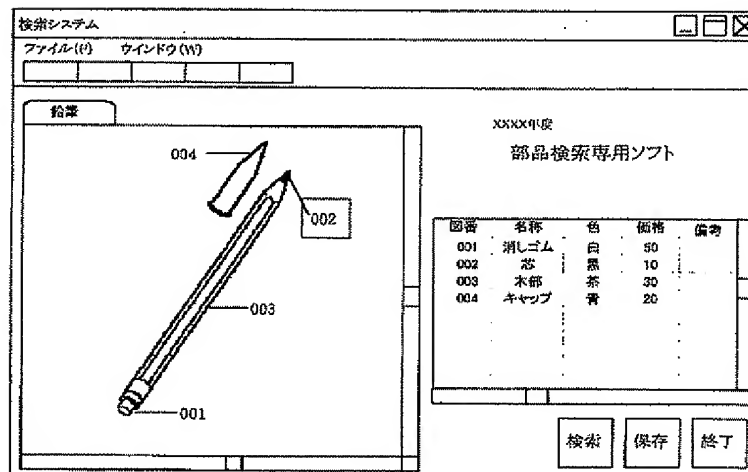 検索システム
ファイル(F) ウインドウ(W)
鉛筆
XXXX年度
部品検索専用ソフト
004
002
003
001
図番 名称 色 価格 備考
001 消しゴム 白 50
002 芯 黒 10
003 木部 茶 30
004 キャップ 青 20
検索 保存 終了